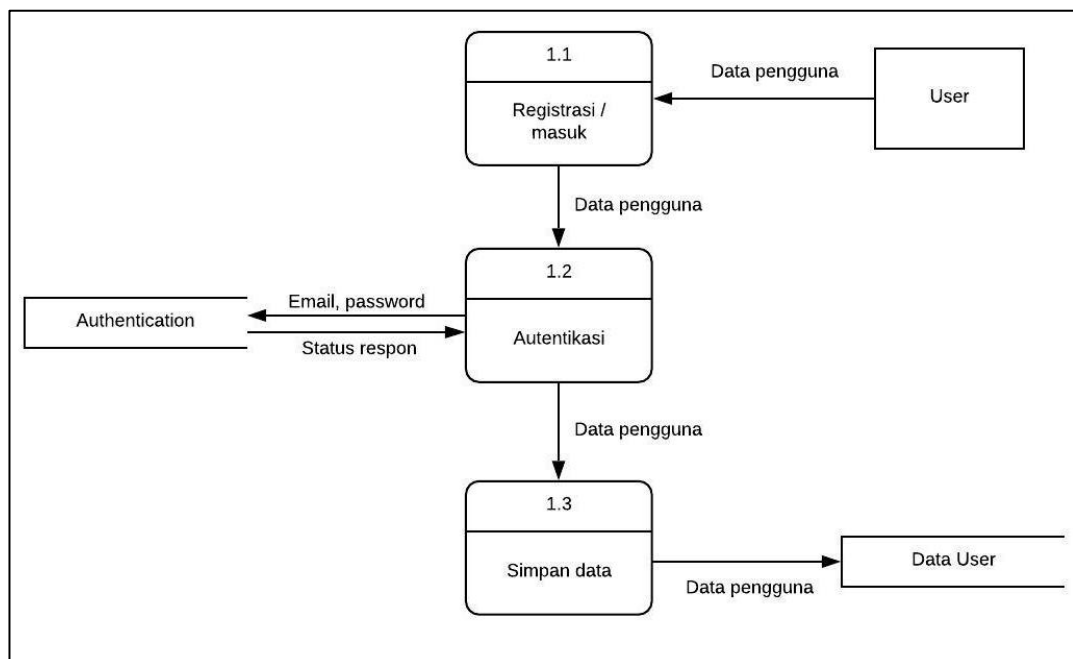 1.1
Registrasi /
masuk
Data pengguna
User
Data pengguna
1.2
Autentikasi
Email, password
Status respon
Authentication
Data pengguna
1.3
Simpan data
Data pengguna
Data User